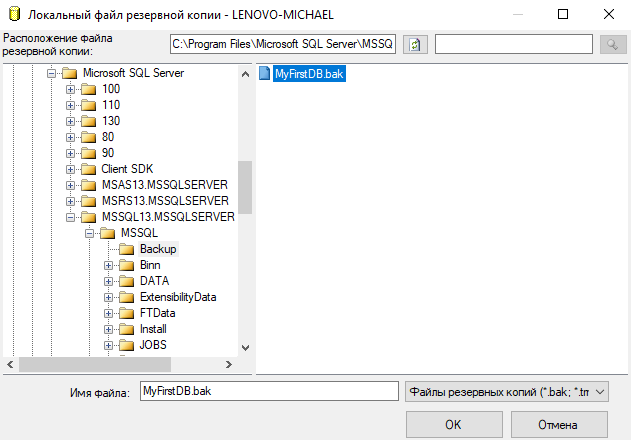 Локальный файл резервной копии - LENOVO-MICHAEL
Расположение файла
резервной копии:
C:\Program Files\Microsoft SQL Server\MSSQ
Microsoft SQL Server
100
110
130
80
90
Client SDK
MSAS13.MSSQLSERVER
MSRS13.MSSQLSERVER
MSSQL13.MSSQLSERVER
MSSQL
Backup
Binn
DATA
ExtensibilityData
FTData
Install
JOBS
MyFirstDB.bak
Имя файла:
MyFirstDB.bak
Файлы резервных копий (*.bak; *.trn
OK
Отмена